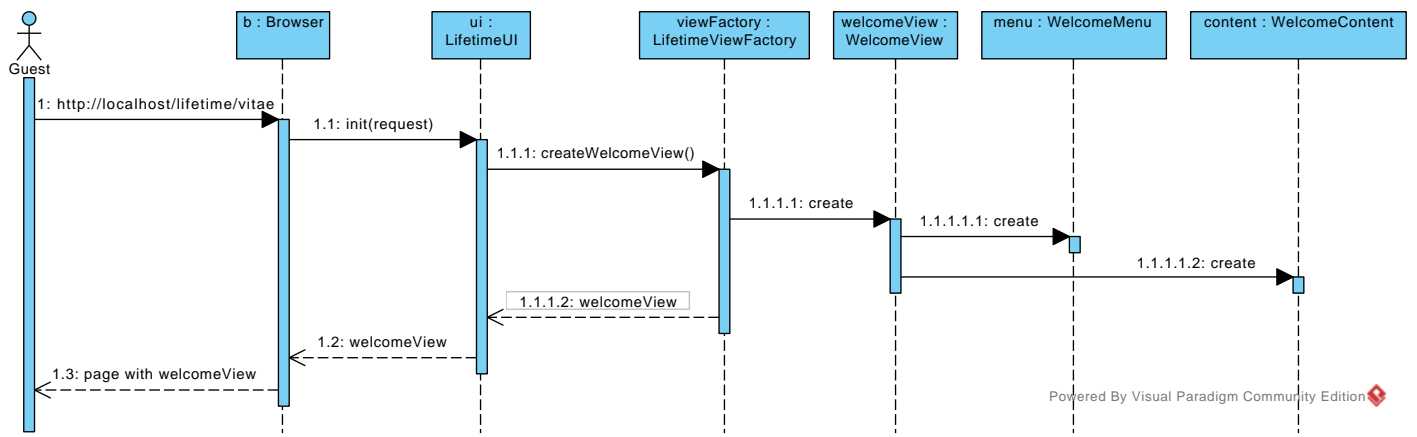 b : Browser
ui :
LifetimeUI
viewFactory :
LifetimeViewFactory
welcomeView :
WelcomeView
menu : WelcomeMenu
content : WelcomeContent
Guest
1: http://localhost/lifetime/vitae
1.1: init(request)
1.1.1: createWelcomeView()
1.1.1.1: create
1.1.1.1.1: create
1.1.1.1.2: create
1.1.1.2: welcomeView
1.2: welcomeView
1.3: page with welcomeView
Powered By Visual Paradigm Community Edition